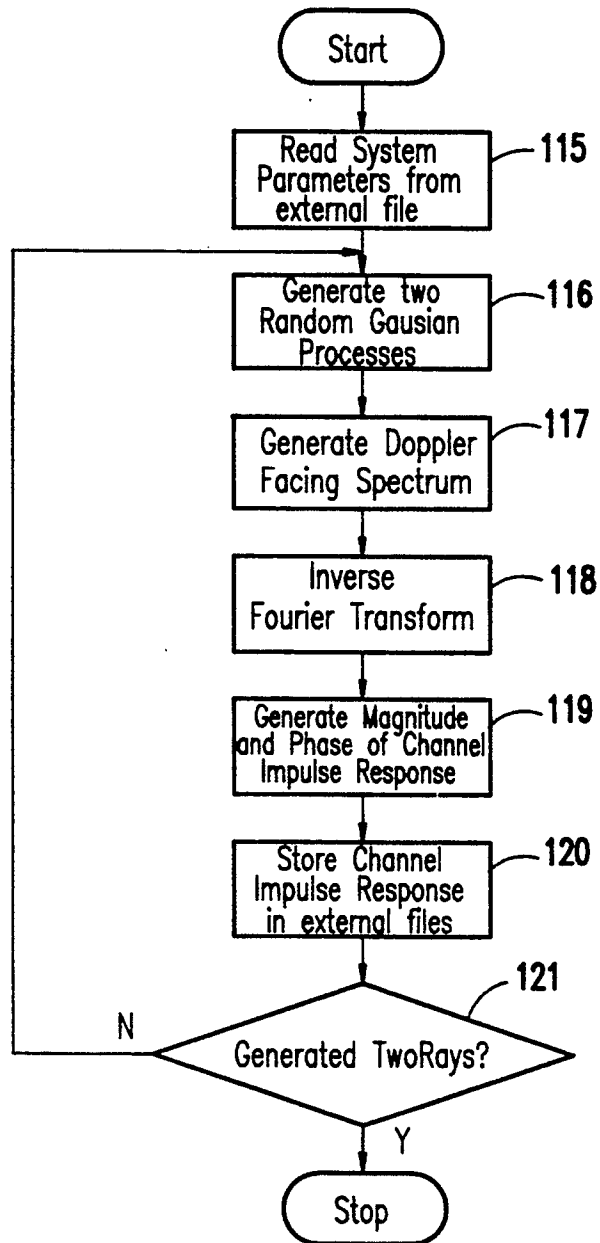 Start
Read System
Parameters from
external file
115
Generate two
Random Gausian
Processes
116
Generate Doppler
Facing Spectrum
117
Inverse
Fourier Transform
118
Generate Magnitude
and Phase of Channel
Impulse Response
119
Store Channel
Impulse Response
in external files
120
121
N
Generated TwoRays?
Y
Stop